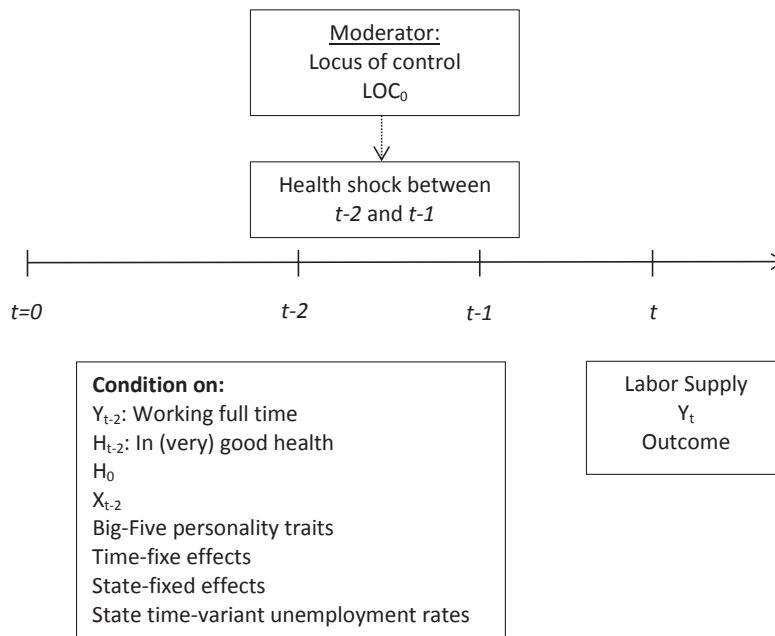 Moderator:
Locus of control
LOC₀
Health shock between
t-2 and t-1
t=0
t-2
t-1
t
Condition on:
Yₜ₋₂: Working full time
Hₜ₋₂: In (very) good health
H₀
Xₜ₋₂
Big-Five personality traits
Time-fixe effects
State-fixed effects
State time-variant unemployment rates
Labor Supply
Yₜ
Outcome